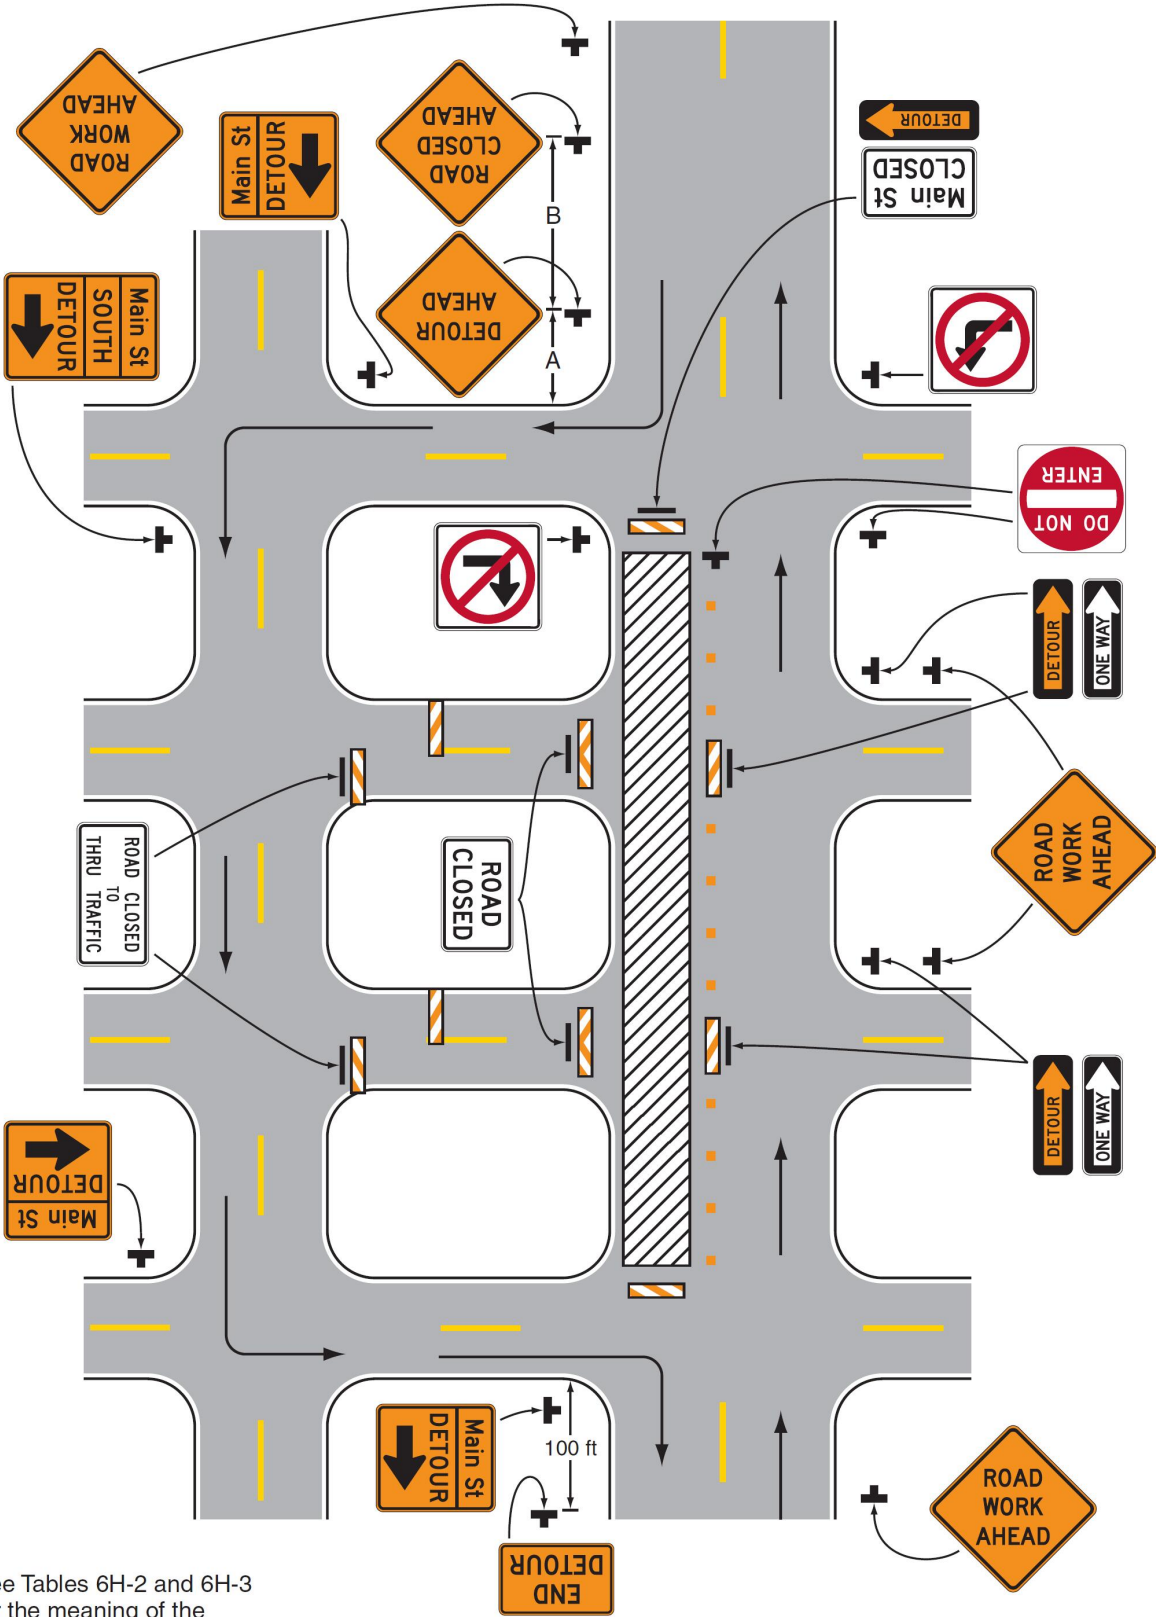 ROAD
WORK
AHEAD
Main St
DETOUR
ROAD
CLOSED
AHEAD
DETOUR
Main St
CLOSED
B
DETOUR
AHEAD
A
Main St
SOUTH
DETOUR
DO NOT
ENTER
DETOUR
ONE WAY
ROAD
WORK
AHEAD
ROAD CLOSED
TO
THRU TRAFFIC
ROAD
CLOSED
DETOUR
ONE WAY
Main St
DETOUR
Main St
DETOUR
100 ft
END
DETOUR
ROAD
WORK
AHEAD
ee Tables 6H-2 and 6H-3
r the meaning of the